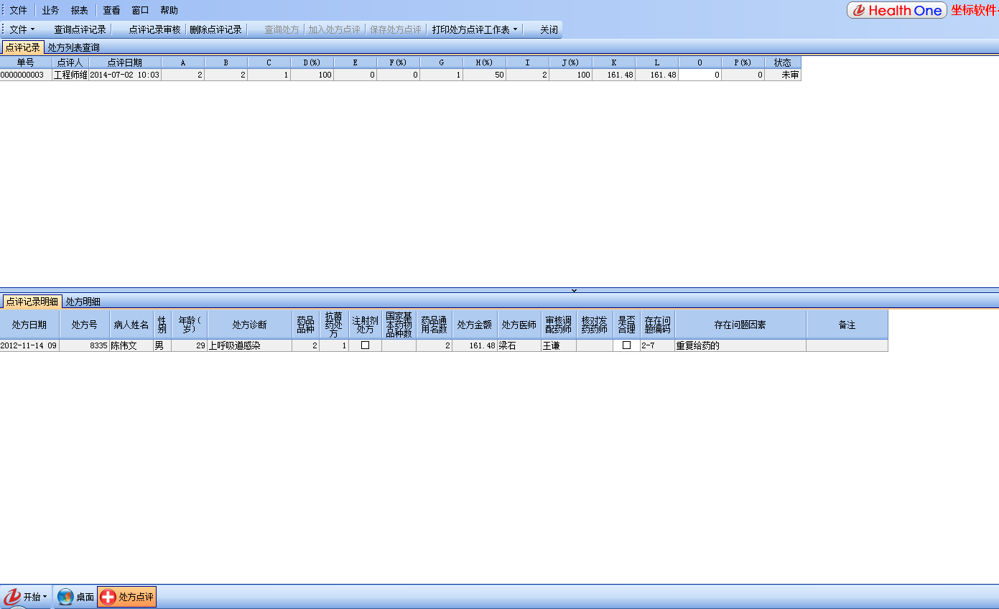 文件 业务 报表 查看 窗口 帮助 Health One 坐标软件
文件 查询点评记录 点评记录审核 删除点评记录 查询处方 加入处方点评 保存处方点评 打印处方点评工作表 关闭
点评记录 处方列表查询
单号 点评人 点评日期 A B C D(%) E F(%) G H(%) I J(%) K L O P(%) 状态
0000000003 工程师维 2014-07-02 10:03 2 2 1 100 0 0 1 50 2 100 161.48 161.48 0 0 未审
点评记录明细 处方明细
处方日期 处方号 病人姓名 性别 年龄(岁) 处方诊断 药品品种 抗菌药处方 注射剂处方 国家基本药物品种数 药品通用名数 处方金额 处方医师 审核调配药师 核对发药药师 是否合理 存在问题编码 存在问题因素 备注
2012-11-14 09 8335 陈伟文 男 29 上呼吸道感染 2 1 2 161.48 梁石 王谦 2-7 重复给药的
开始 桌面 处方点评